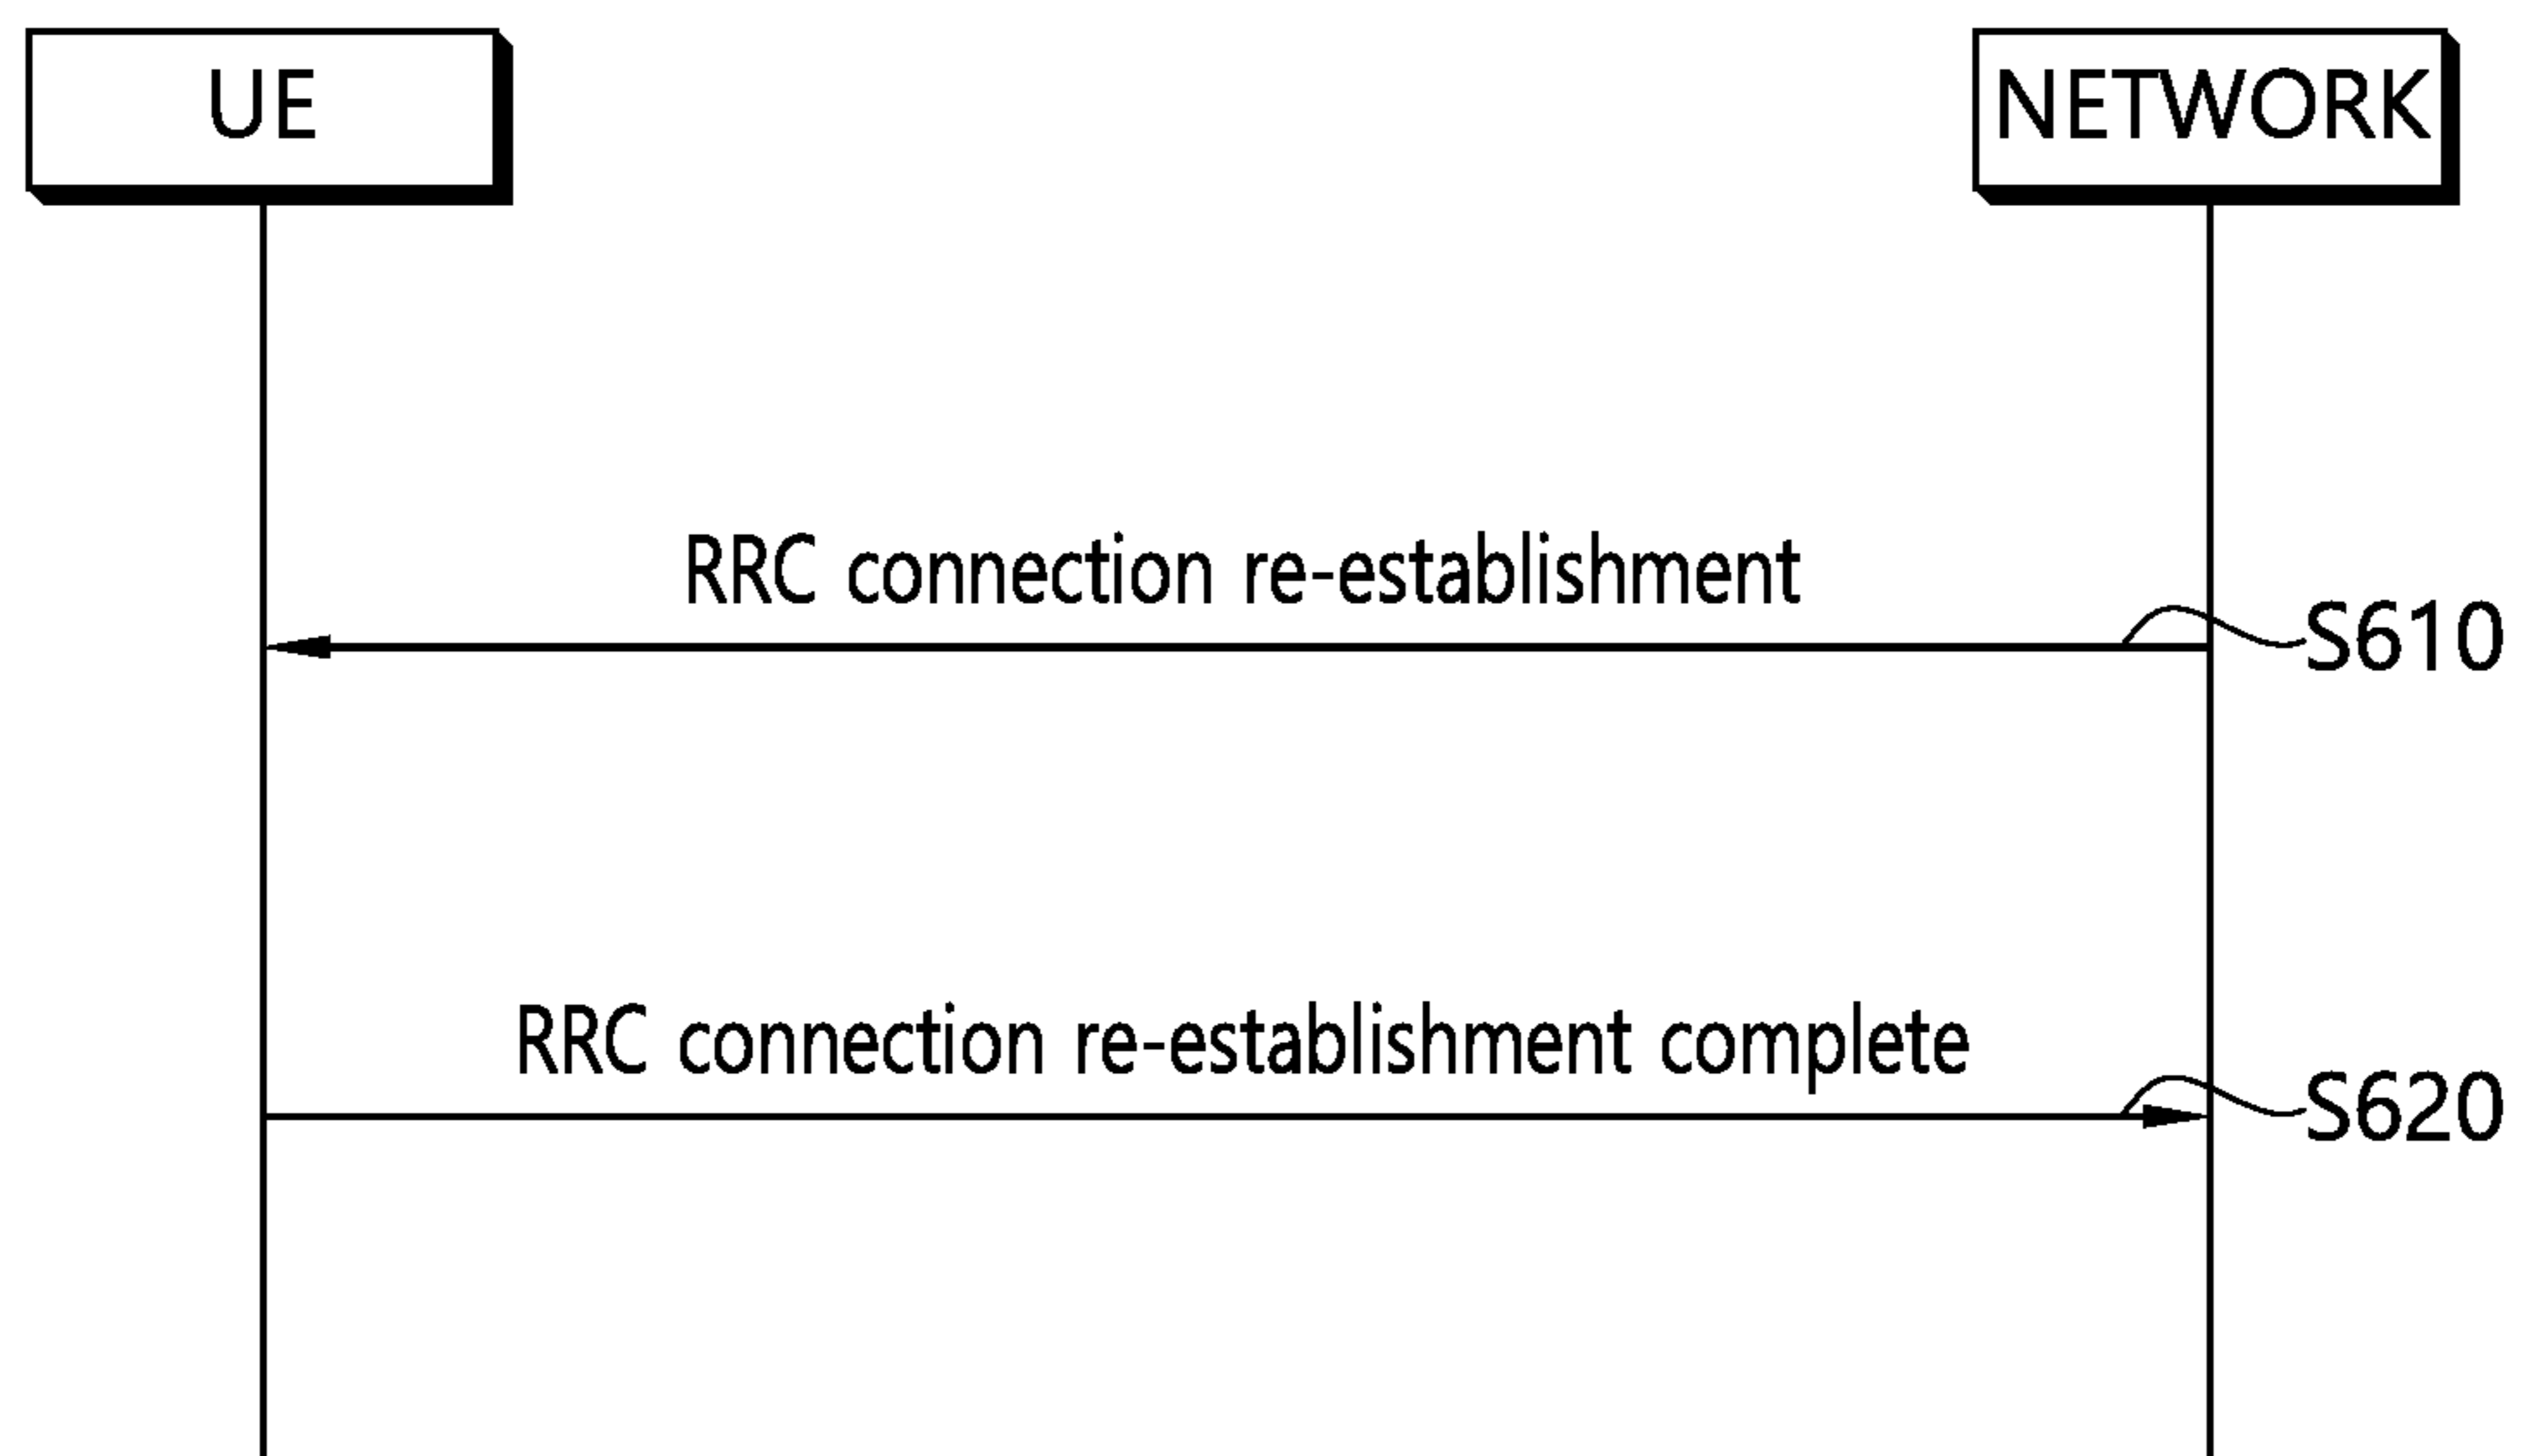 UE
NETWORK
RRC connection re-establishment
S610
RRC connection re-establishment complete
S620